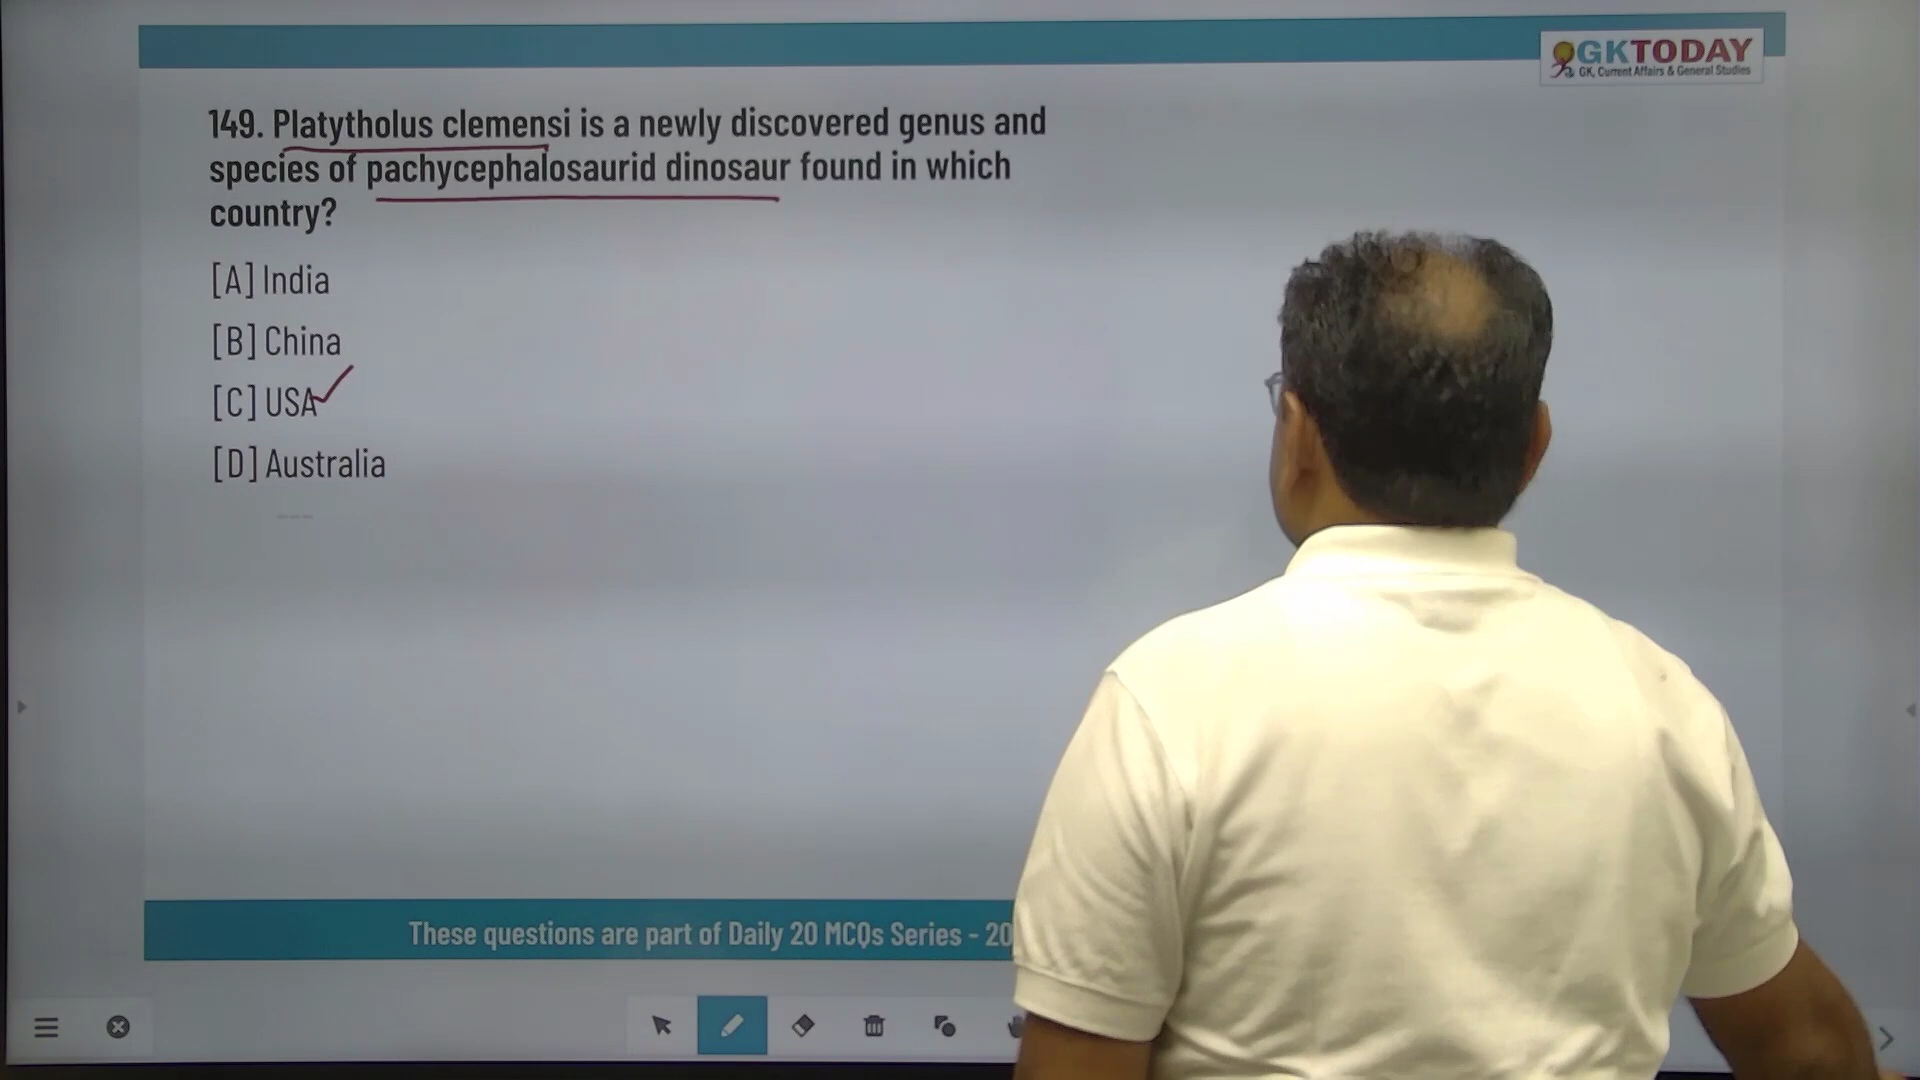 GKTODAY
GK, Current Affairs & General Studies
149. Platytholus clemensi is a newly discovered genus and
species of pachycephalosaurid dinosaur found in which
country?
[A] India
[B] China
[C] USA
[D] Australia
These questions are part of Daily 20 MCQs Series - 20